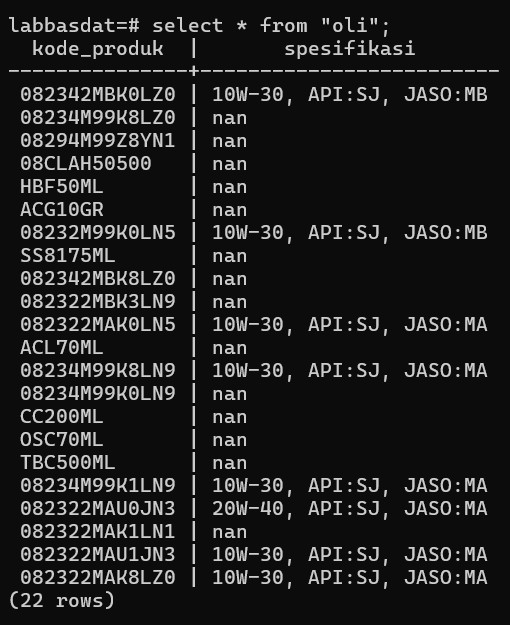 labbasdat=# select * from "oli";
  kode_produk  |       spesifikasi
---------------+-------------------------
 082342MBK0LZ0 | 10W-30, API:SJ, JASO:MB
 08234M99K8LZ0 | nan
 08294M99Z8YN1 | nan
 08CLAH50500   | nan
 HBF50ML       | nan
 ACG10GR       | nan
 08232M99K0LN5 | 10W-30, API:SJ, JASO:MB
 SS8175ML      | nan
 082342MBK8LZ0 | nan
 082322MBK3LN9 | nan
 082322MAK0LN5 | 10W-30, API:SJ, JASO:MA
 ACL70ML       | nan
 08234M99K8LN9 | 10W-30, API:SJ, JASO:MA
 08234M99K0LN9 | nan
 CC200ML       | nan
 OSC70ML       | nan
 TBC500ML      | nan
 08234M99K1LN9 | 10W-30, API:SJ, JASO:MA
 082322MAU0JN3 | 20W-40, API:SJ, JASO:MA
 082322MAK1LN1 | nan
 082322MAU1JN3 | 10W-30, API:SJ, JASO:MA
 082322MAK8LZ0 | 10W-30, API:SJ, JASO:MA
(22 rows)